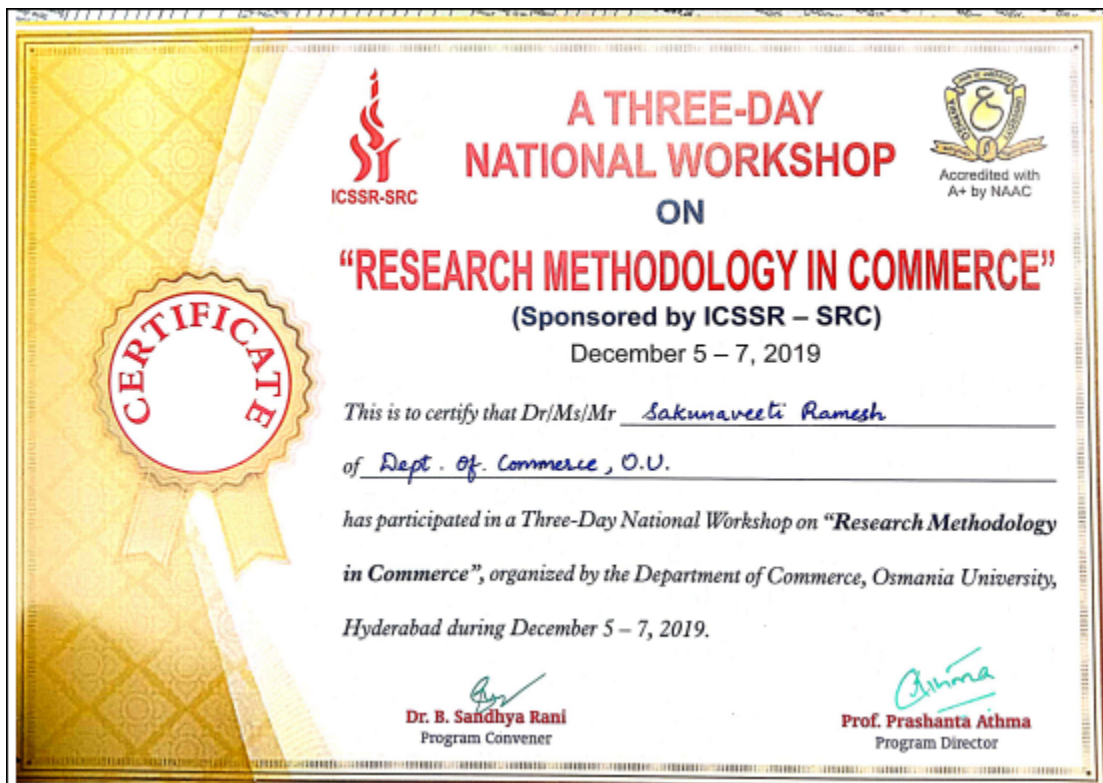 A THREE-DAY
NATIONAL WORKSHOP
ON
“RESEARCH METHODOLOGY IN COMMERCE”
(Sponsored by ICSSR – SRC)
December 5 – 7, 2019
ICSSR-SRC
Accredited with
A+ by NAAC
CERTIFICATE
This is to certify that Dr/Ms/Mr Sakunaveeti Ramesh
of Dept. Of. Commerce, O.U.
has participated in a Three-Day National Workshop on “Research Methodology
in Commerce”, organized by the Department of Commerce, Osmania University,
Hyderabad during December 5 – 7, 2019.
Dr. B. Sandhya Rani
Program Convener
Athma
Prof. Prashanta Athma
Program Director